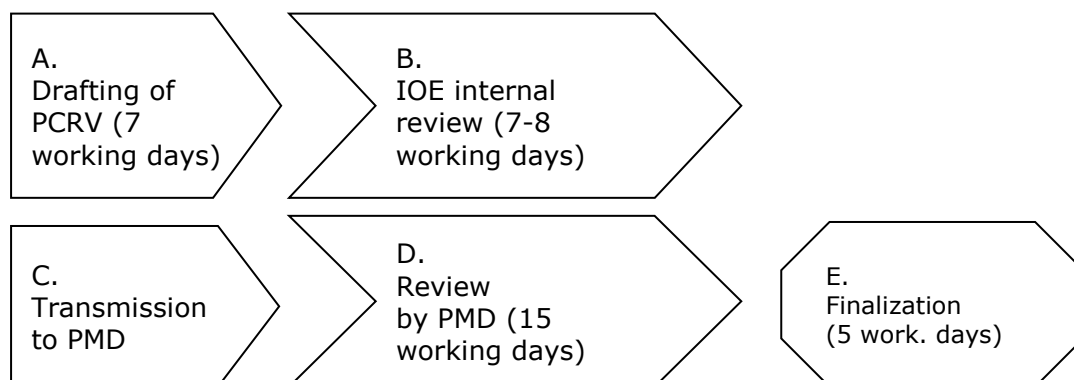 A.
Drafting of
PCRV (7
working days)
B.
IOE internal
review (7-8
working days)
C.
Transmission
to PMD
D.
Review
by PMD (15
working days)
E.
Finalization
(5 work. days)